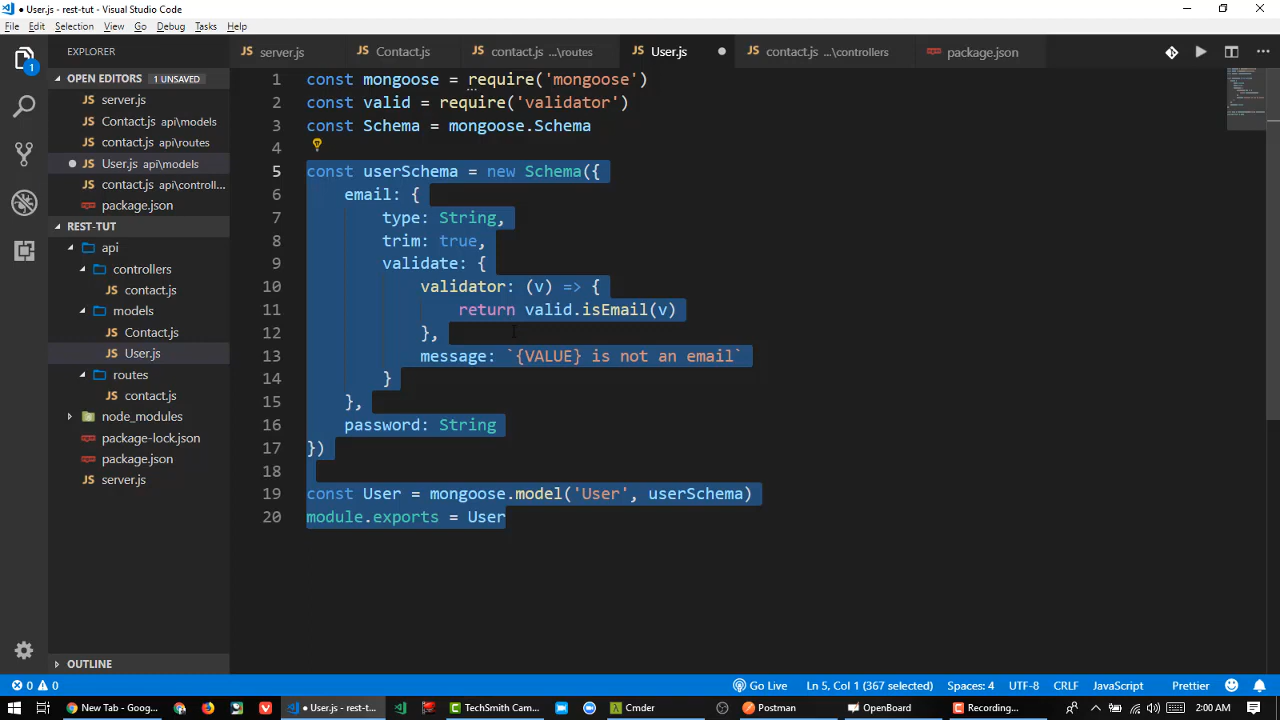 User.js - rest-tut - Visual Studio Code
File Edit Selection View Go Debug Tasks Help
EXPLORER
server.js
Contact.js
contact.js ...\routes
User.js
contact.js ...\controllers
package.json
OPEN EDITORS 1 UNSAVED
server.js
Contact.js api\models
contact.js api\routes
User.js api\models
contact.js api\controll...
package.json
REST-TUT
api
controllers
contact.js
models
Contact.js
User.js
routes
contact.js
node_modules
package-lock.json
package.json
server.js
OUTLINE
1 const mongoose = require('mongoose')
2 const valid = require('validator')
3 const Schema = mongoose.Schema
4
5 const userSchema = new Schema({
6 email: {
7 type: String,
8 trim: true,
9 validate: {
10 validator: (v) => {
11 return valid.isEmail(v)
12 },
13 message: `{VALUE} is not an email`
14 }
15 },
16 password: String
17 })
18
19 const User = mongoose.model('User', userSchema)
20 module.exports = User
1
0 0 Go Live Ln 5, Col 1 (367 selected) Spaces: 4 UTF-8 CRLF JavaScript Prettier
New Tab - Goog... User.js - rest-t... TechSmith Cam... Cmder Postman OpenBoard Recording... 2:00 AM